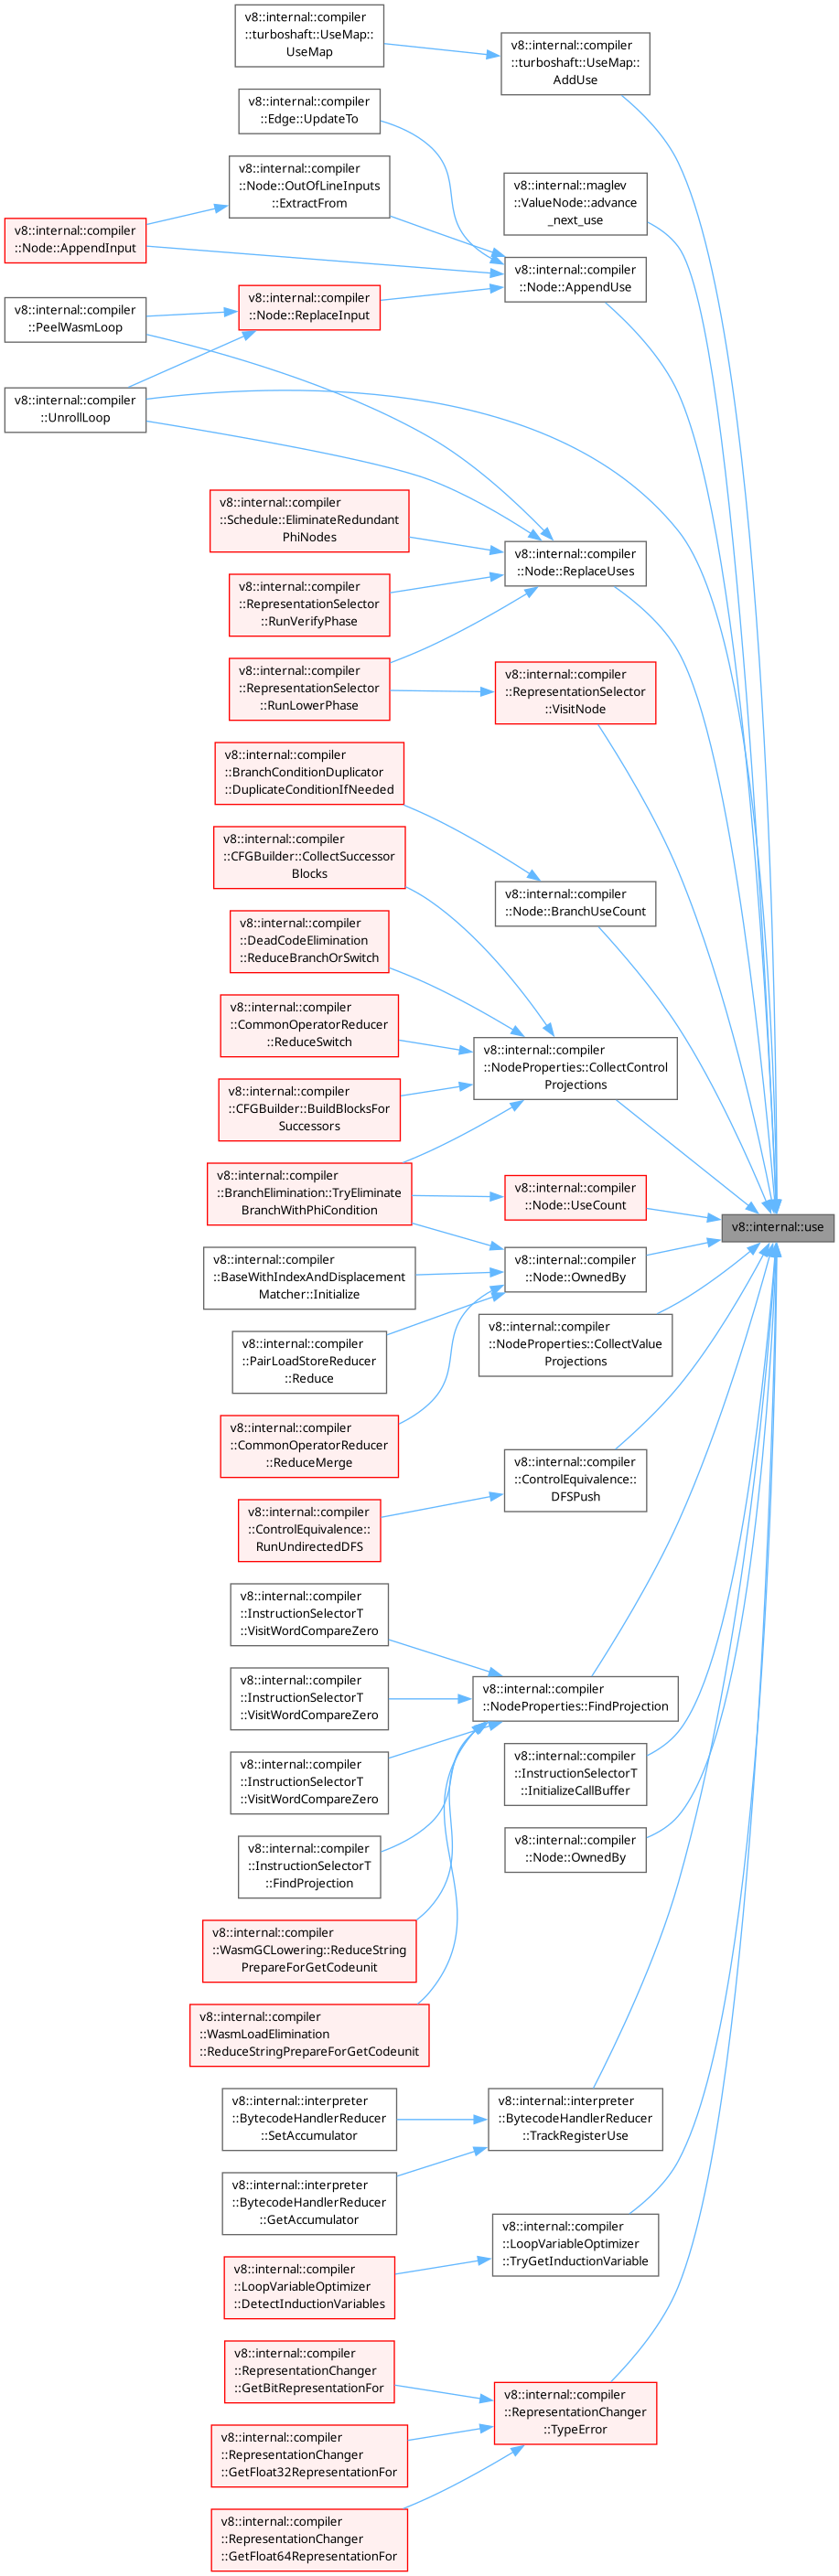 v8::internal::compiler
::turboshaft::UseMap::
UseMap
v8::internal::compiler
::turboshaft::UseMap::
AddUse
v8::internal::compiler
::Edge::UpdateTo
v8::internal::compiler
::Node::OutOfLineInputs
::ExtractFrom
v8::internal::maglev
::ValueNode::advance
_next_use
v8::internal::compiler
::Node::AppendInput
v8::internal::compiler
::Node::AppendUse
v8::internal::compiler
::PeelWasmLoop
v8::internal::compiler
::Node::ReplaceInput
v8::internal::compiler
::UnrollLoop
v8::internal::compiler
::Schedule::EliminateRedundant
PhiNodes
v8::internal::compiler
::Node::ReplaceUses
v8::internal::compiler
::RepresentationSelector
::RunVerifyPhase
v8::internal::compiler
::RepresentationSelector
::RunLowerPhase
v8::internal::compiler
::RepresentationSelector
::VisitNode
v8::internal::compiler
::BranchConditionDuplicator
::DuplicateConditionIfNeeded
v8::internal::compiler
::CFGBuilder::CollectSuccessor
Blocks
v8::internal::compiler
::Node::BranchUseCount
v8::internal::compiler
::DeadCodeElimination
::ReduceBranchOrSwitch
v8::internal::compiler
::CommonOperatorReducer
::ReduceSwitch
v8::internal::compiler
::NodeProperties::CollectControl
Projections
v8::internal::compiler
::CFGBuilder::BuildBlocksFor
Successors
v8::internal::compiler
::BranchElimination::TryEliminate
BranchWithPhiCondition
v8::internal::compiler
::Node::UseCount
v8::internal::use
v8::internal::compiler
::BaseWithIndexAndDisplacement
Matcher::Initialize
v8::internal::compiler
::Node::OwnedBy
v8::internal::compiler
::PairLoadStoreReducer
::Reduce
v8::internal::compiler
::NodeProperties::CollectValue
Projections
v8::internal::compiler
::CommonOperatorReducer
::ReduceMerge
v8::internal::compiler
::ControlEquivalence::
DFSPush
v8::internal::compiler
::ControlEquivalence::
RunUndirectedDFS
v8::internal::compiler
::InstructionSelectorT
::VisitWordCompareZero
v8::internal::compiler
::InstructionSelectorT
::VisitWordCompareZero
v8::internal::compiler
::NodeProperties::FindProjection
v8::internal::compiler
::InstructionSelectorT
::VisitWordCompareZero
v8::internal::compiler
::InstructionSelectorT
::InitializeCallBuffer
v8::internal::compiler
::InstructionSelectorT
::FindProjection
v8::internal::compiler
::Node::OwnedBy
v8::internal::compiler
::WasmGCLowering::ReduceString
PrepareForGetCodeunit
v8::internal::compiler
::WasmLoadElimination
::ReduceStringPrepareForGetCodeunit
v8::internal::interpreter
::BytecodeHandlerReducer
::SetAccumulator
v8::internal::interpreter
::BytecodeHandlerReducer
::TrackRegisterUse
v8::internal::interpreter
::BytecodeHandlerReducer
::GetAccumulator
v8::internal::compiler
::LoopVariableOptimizer
::TryGetInductionVariable
v8::internal::compiler
::LoopVariableOptimizer
::DetectInductionVariables
v8::internal::compiler
::RepresentationChanger
::GetBitRepresentationFor
v8::internal::compiler
::RepresentationChanger
::TypeError
v8::internal::compiler
::RepresentationChanger
::GetFloat32RepresentationFor
v8::internal::compiler
::RepresentationChanger
::GetFloat64RepresentationFor